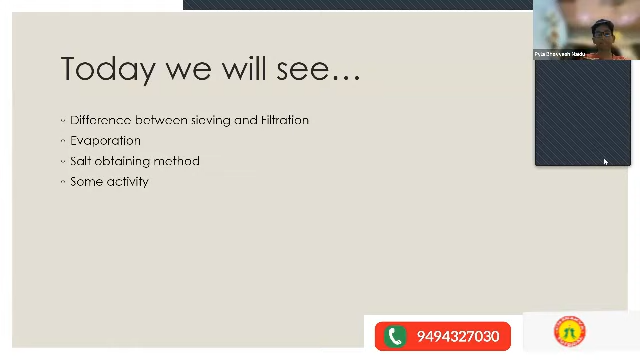 Today we will see…
Difference between sieving and Filtration
Evaporation
Salt obtaining method
Some activity
9494327030